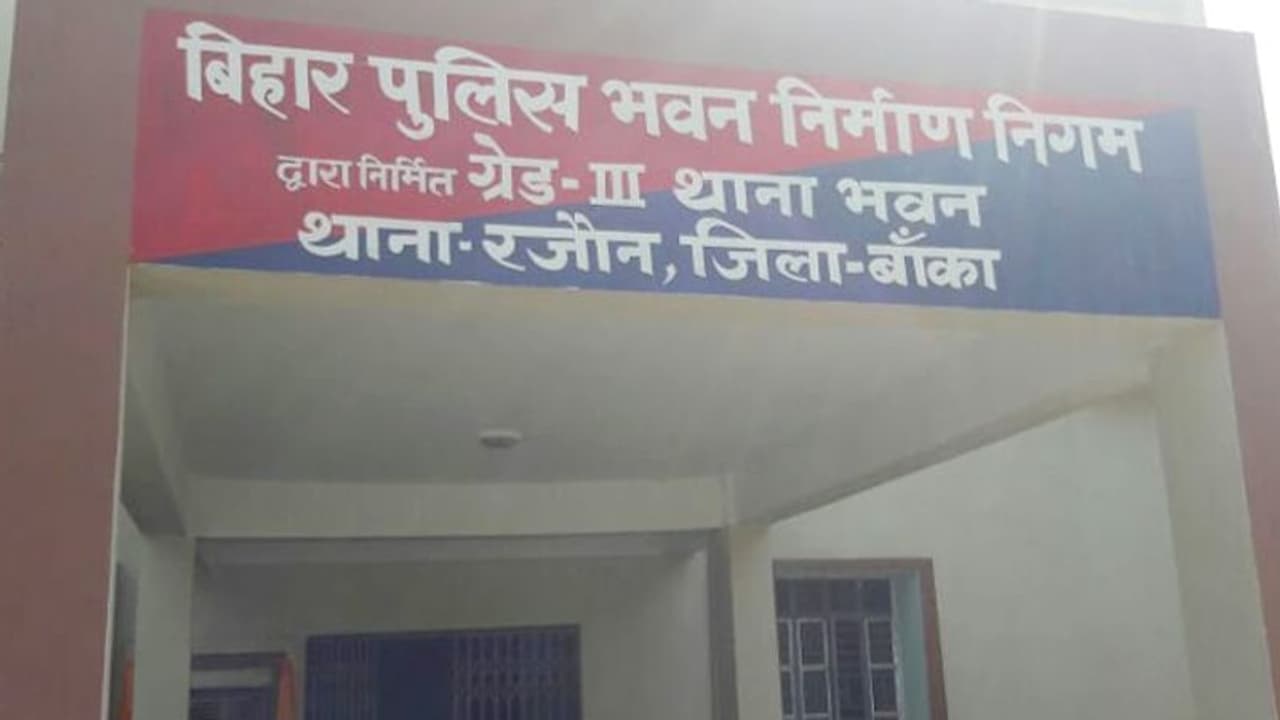 बिहार पुलिस भवन निर्माण निगम
द्वारा निर्मित ग्रेड-III थाना भवन
थाना-रजौन, जिला-बाँका